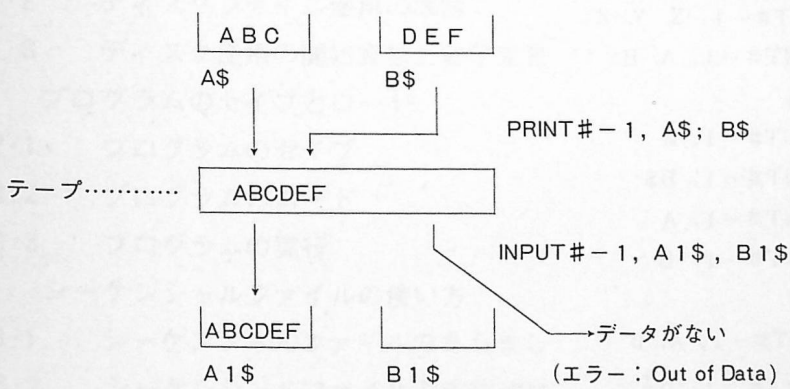 ABC DEF
A$ B$
PRINT#-1, A$; B$
テープ………… ABCDEF
INPUT#-1, A1$, B1$
ABCDEF
データがない
A1$ B1$ (エラー:Out of Data)